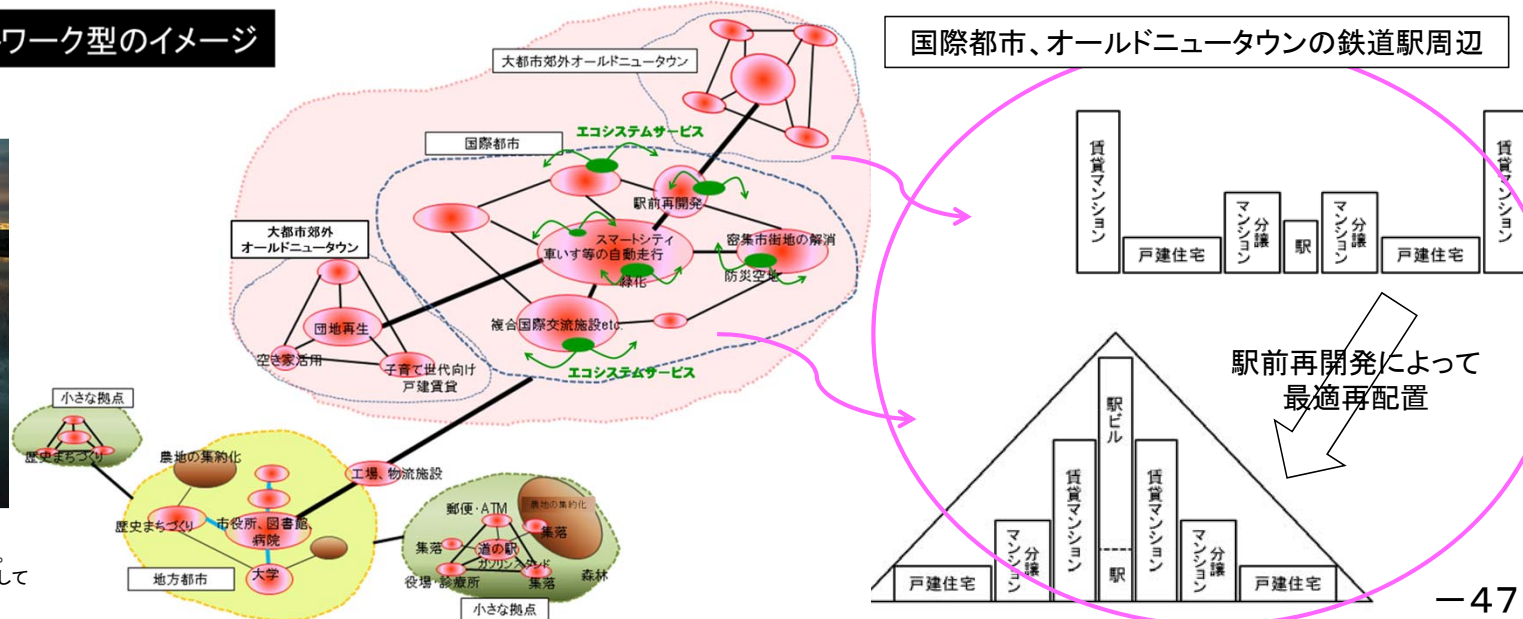 ワーク型のイメージ
国際都市、オールドニュータウンの鉄道駅周辺
大都市郊外オールドニュータウン
国際都市
エコシステムサービス
駅前再開発
大都市郊外
オールドニュータウン
スマートシティ
車いす等の自動走行
緑化
密集市街地の解消
防災空地
団地再生
空き家活用
子育て世代向け
戸建賃貸
複合国際交流施設etc.
エコシステムサービス
小さな拠点
歴史まちづくり
農地の集約化
工場、物流施設
歴史まちづくり
市役所、図書館、
病院
地方都市
大学
郵便・ATM
農地の集約化
集落
集落
道の駅
ガソリンスタンド
役場・診療所
集落
森林
小さな拠点
して
賃貸マンション
戸建住宅
分譲
マンション
駅
分譲
マンション
戸建住宅
賃貸マンション
駅前再開発によって
最適再配置
戸建住宅
分譲
マンション
賃貸マンション
駅ビル
駅
賃貸マンション
分譲
マンション
戸建住宅
－47